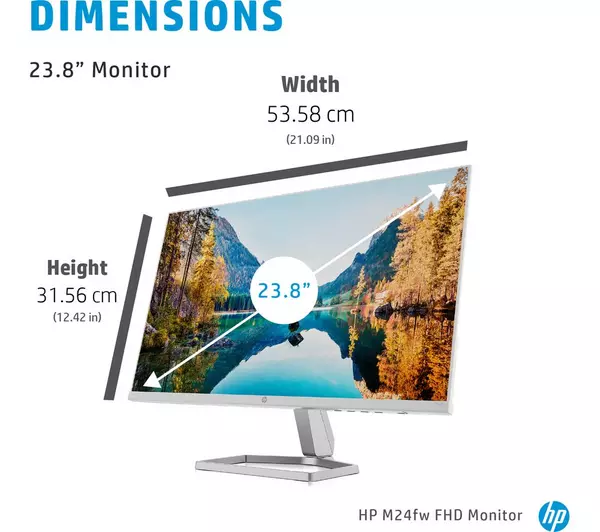 DIMENSIONS
23.8” Monitor
Width
53.58 cm
(21.09 in)
Height
31.56 cm
(12.42 in)
23.8”
hp
HP M24fw FHD Monitor
hp